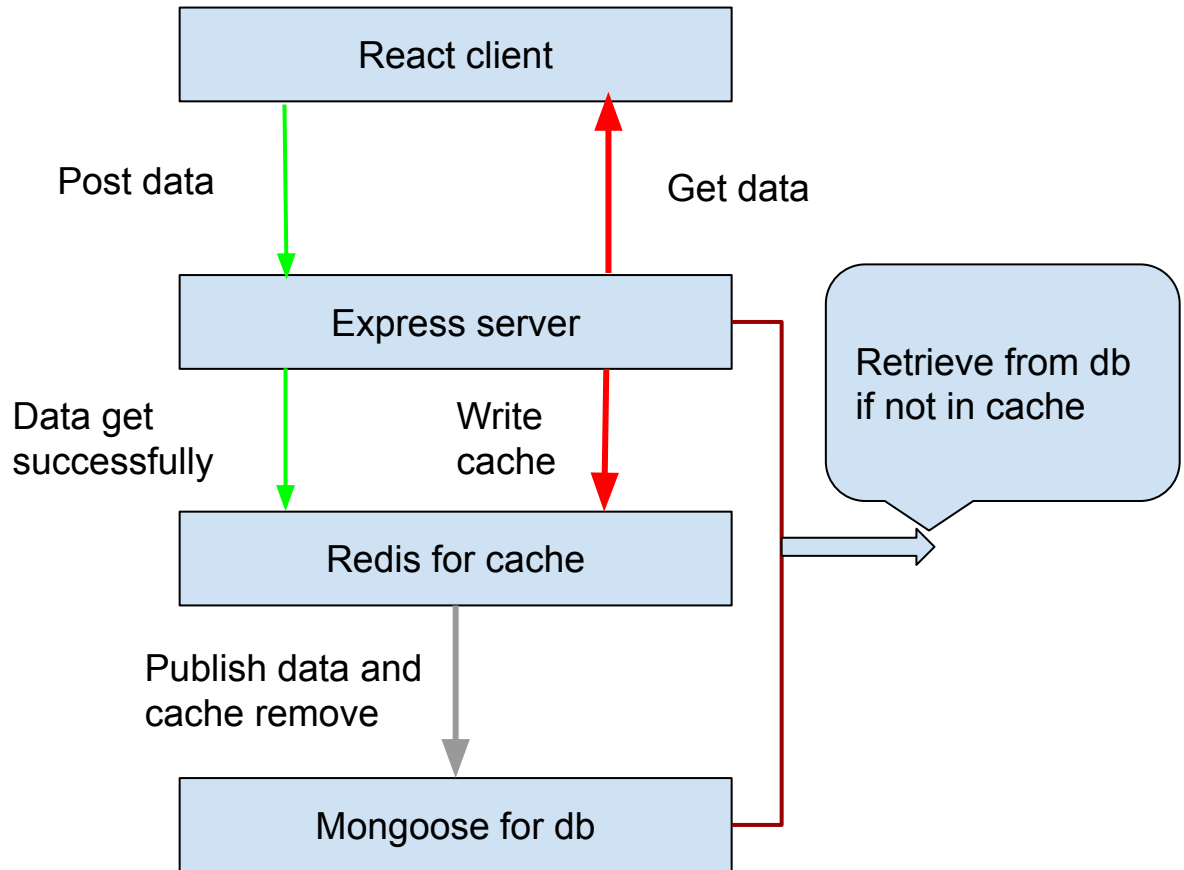 React client
Post data
Get data
Express server
Retrieve from db
if not in cache
Data get
successfully
Write
cache
Redis for cache
Publish data and
cache remove
Mongoose for db